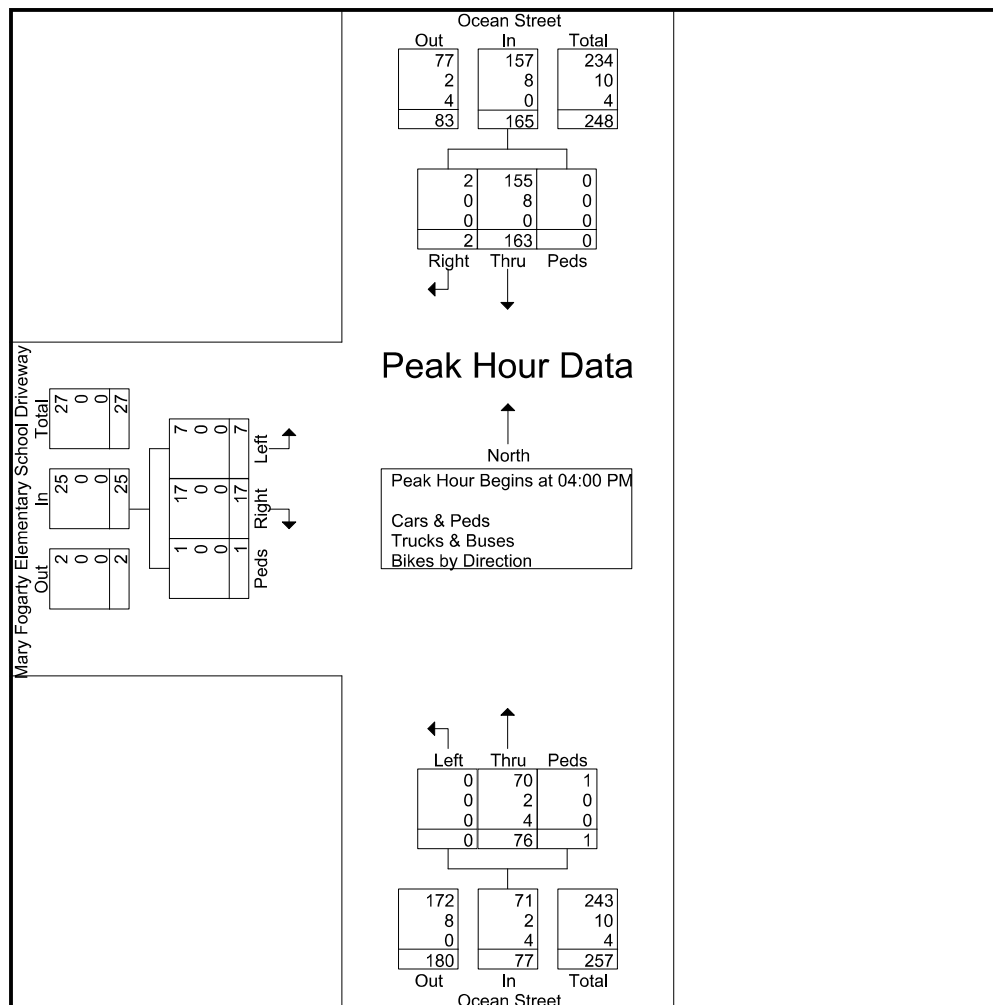 Ocean Street
Out In Total
77 157 234
2 8 10
4 0 4
83 165 248
2 155 0
0 8 0
0 0 0
2 163 0
Right Thru Peds
Peak Hour Data
North
Peak Hour Begins at 04:00 PM
Cars & Peds
Trucks & Buses
Bikes by Direction
Mary Fogarty Elementary School Driveway
Out In Total
2 25 27
0 0 0
0 0 0
2 25 27
1 17 7
0 0 0
0 0 0
1 17 7
Peds Right Left
Left Thru Peds
0 70 1
0 2 0
0 4 0
0 76 1
172 71 243
8 2 10
0 4 4
180 77 257
Out In Total
Ocean Street